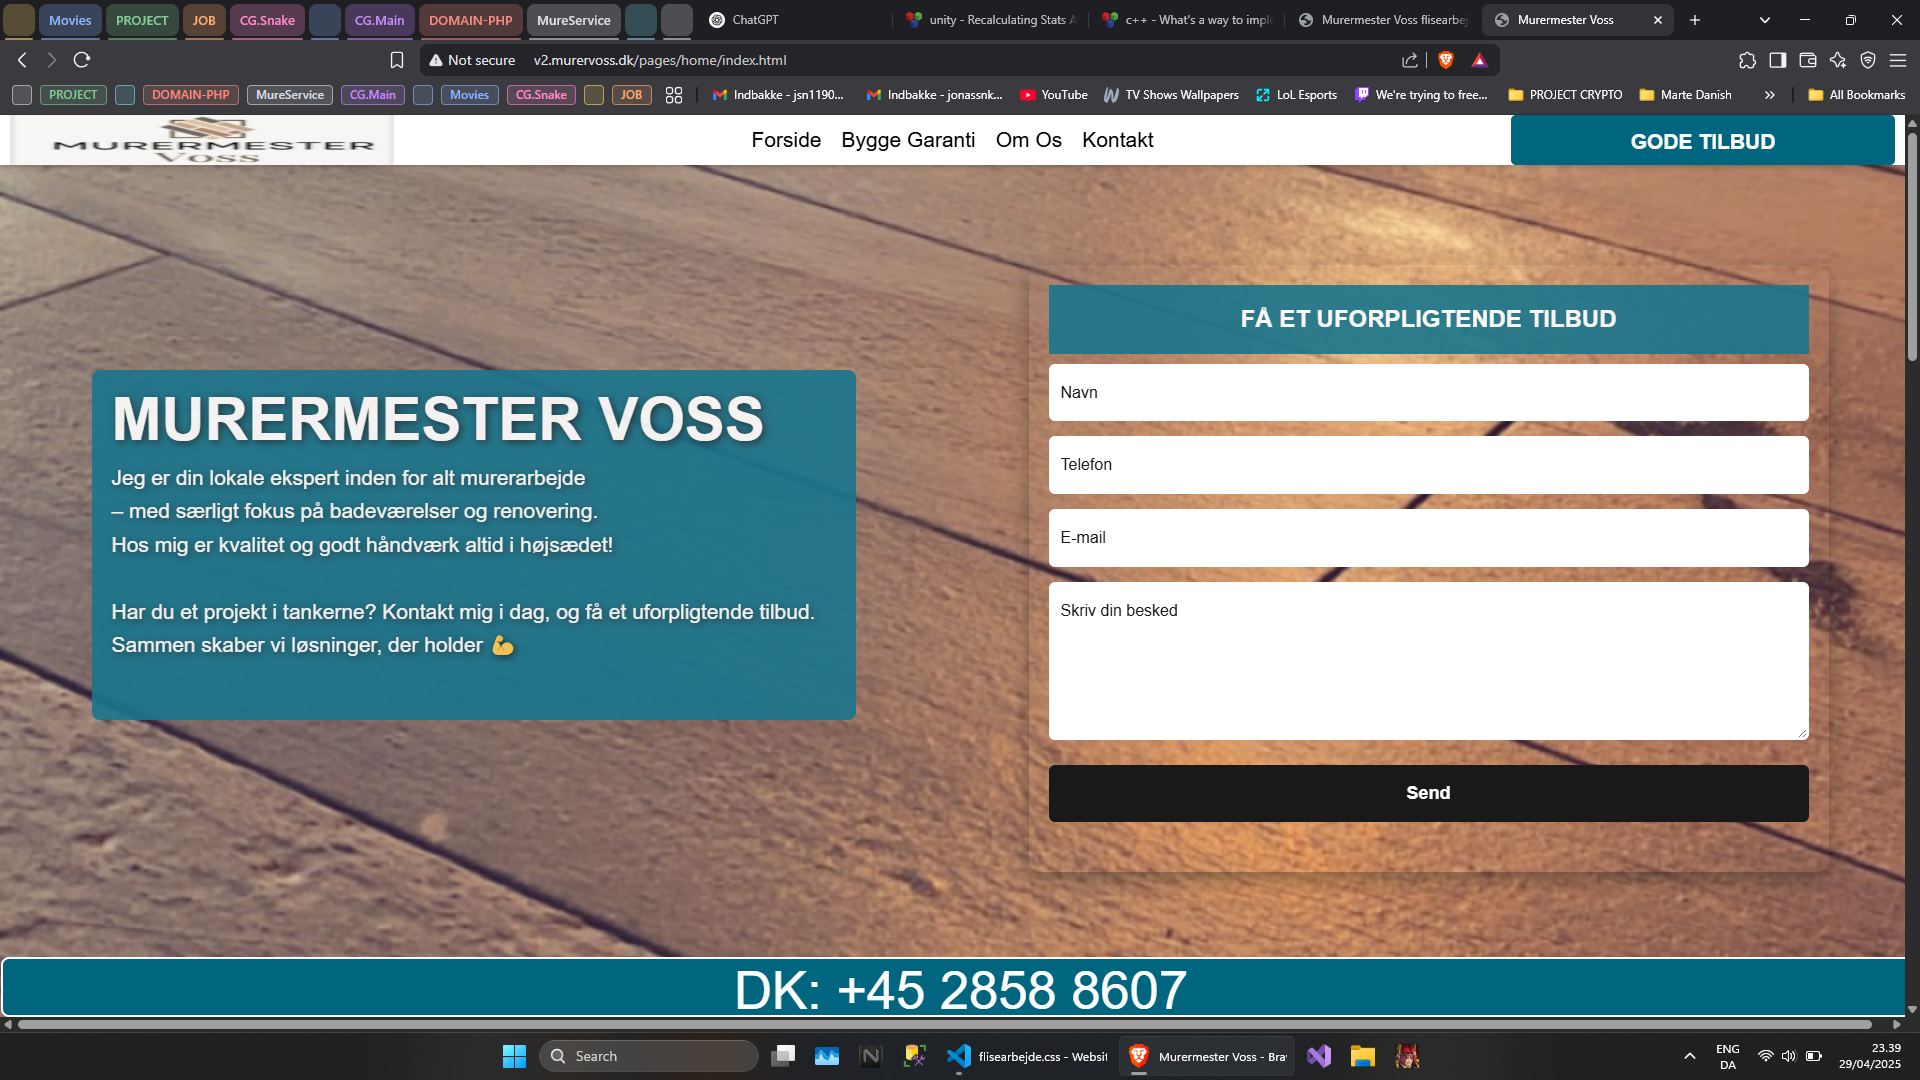 Movies PROJECT JOB CG.Snake CG.Main DOMAIN-PHP MureService ChatGPT unity - Recalculating Stats A c++ - What's a way to imple Murermester Voss flisearbej Murermester Voss
Not secure v2.murervoss.dk/pages/home/index.html
PROJECT DOMAIN-PHP MureService CG.Main Movies CG.Snake JOB Indbakke - jsn1190... Indbakke - jonassnk... YouTube TV Shows Wallpapers LoL Esports We're trying to free... PROJECT CRYPTO Marte Danish » All Bookmarks
MURERMESTER
Voss
Forside Bygge Garanti Om Os Kontakt
GODE TILBUD
MURERMESTER VOSS
Jeg er din lokale ekspert inden for alt murerarbejde
– med særligt fokus på badeværelser og renovering.
Hos mig er kvalitet og godt håndværk altid i højsædet!
Har du et projekt i tankerne? Kontakt mig i dag, og få et uforpligtende tilbud.
Sammen skaber vi løsninger, der holder 💪
FÅ ET UFORPLIGTENDE TILBUD
Navn
Telefon
E-mail
Skriv din besked
Send
DK: +45 2858 8607
Search
flisearbejde.css - Websit
Murermester Voss - Bra
ENG
DA
23.39
29/04/2025